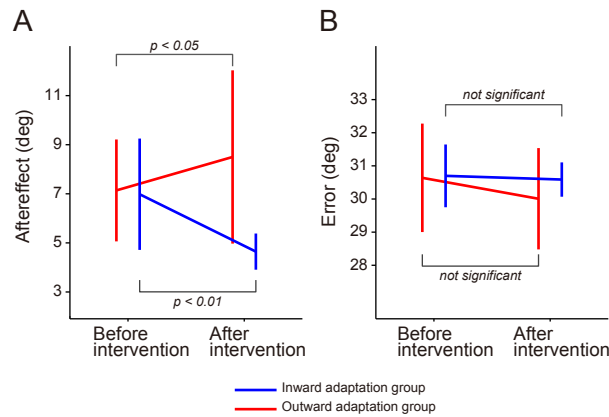 A
p < 0.05
Aftereffect (deg)
11
9
7
5
3
p < 0.01
Before
intervention
After
intervention
B
not significant
Error (deg)
33
32
31
30
29
28
not significant
Before
intervention
After
intervention
Inward adaptation group
Outward adaptation group